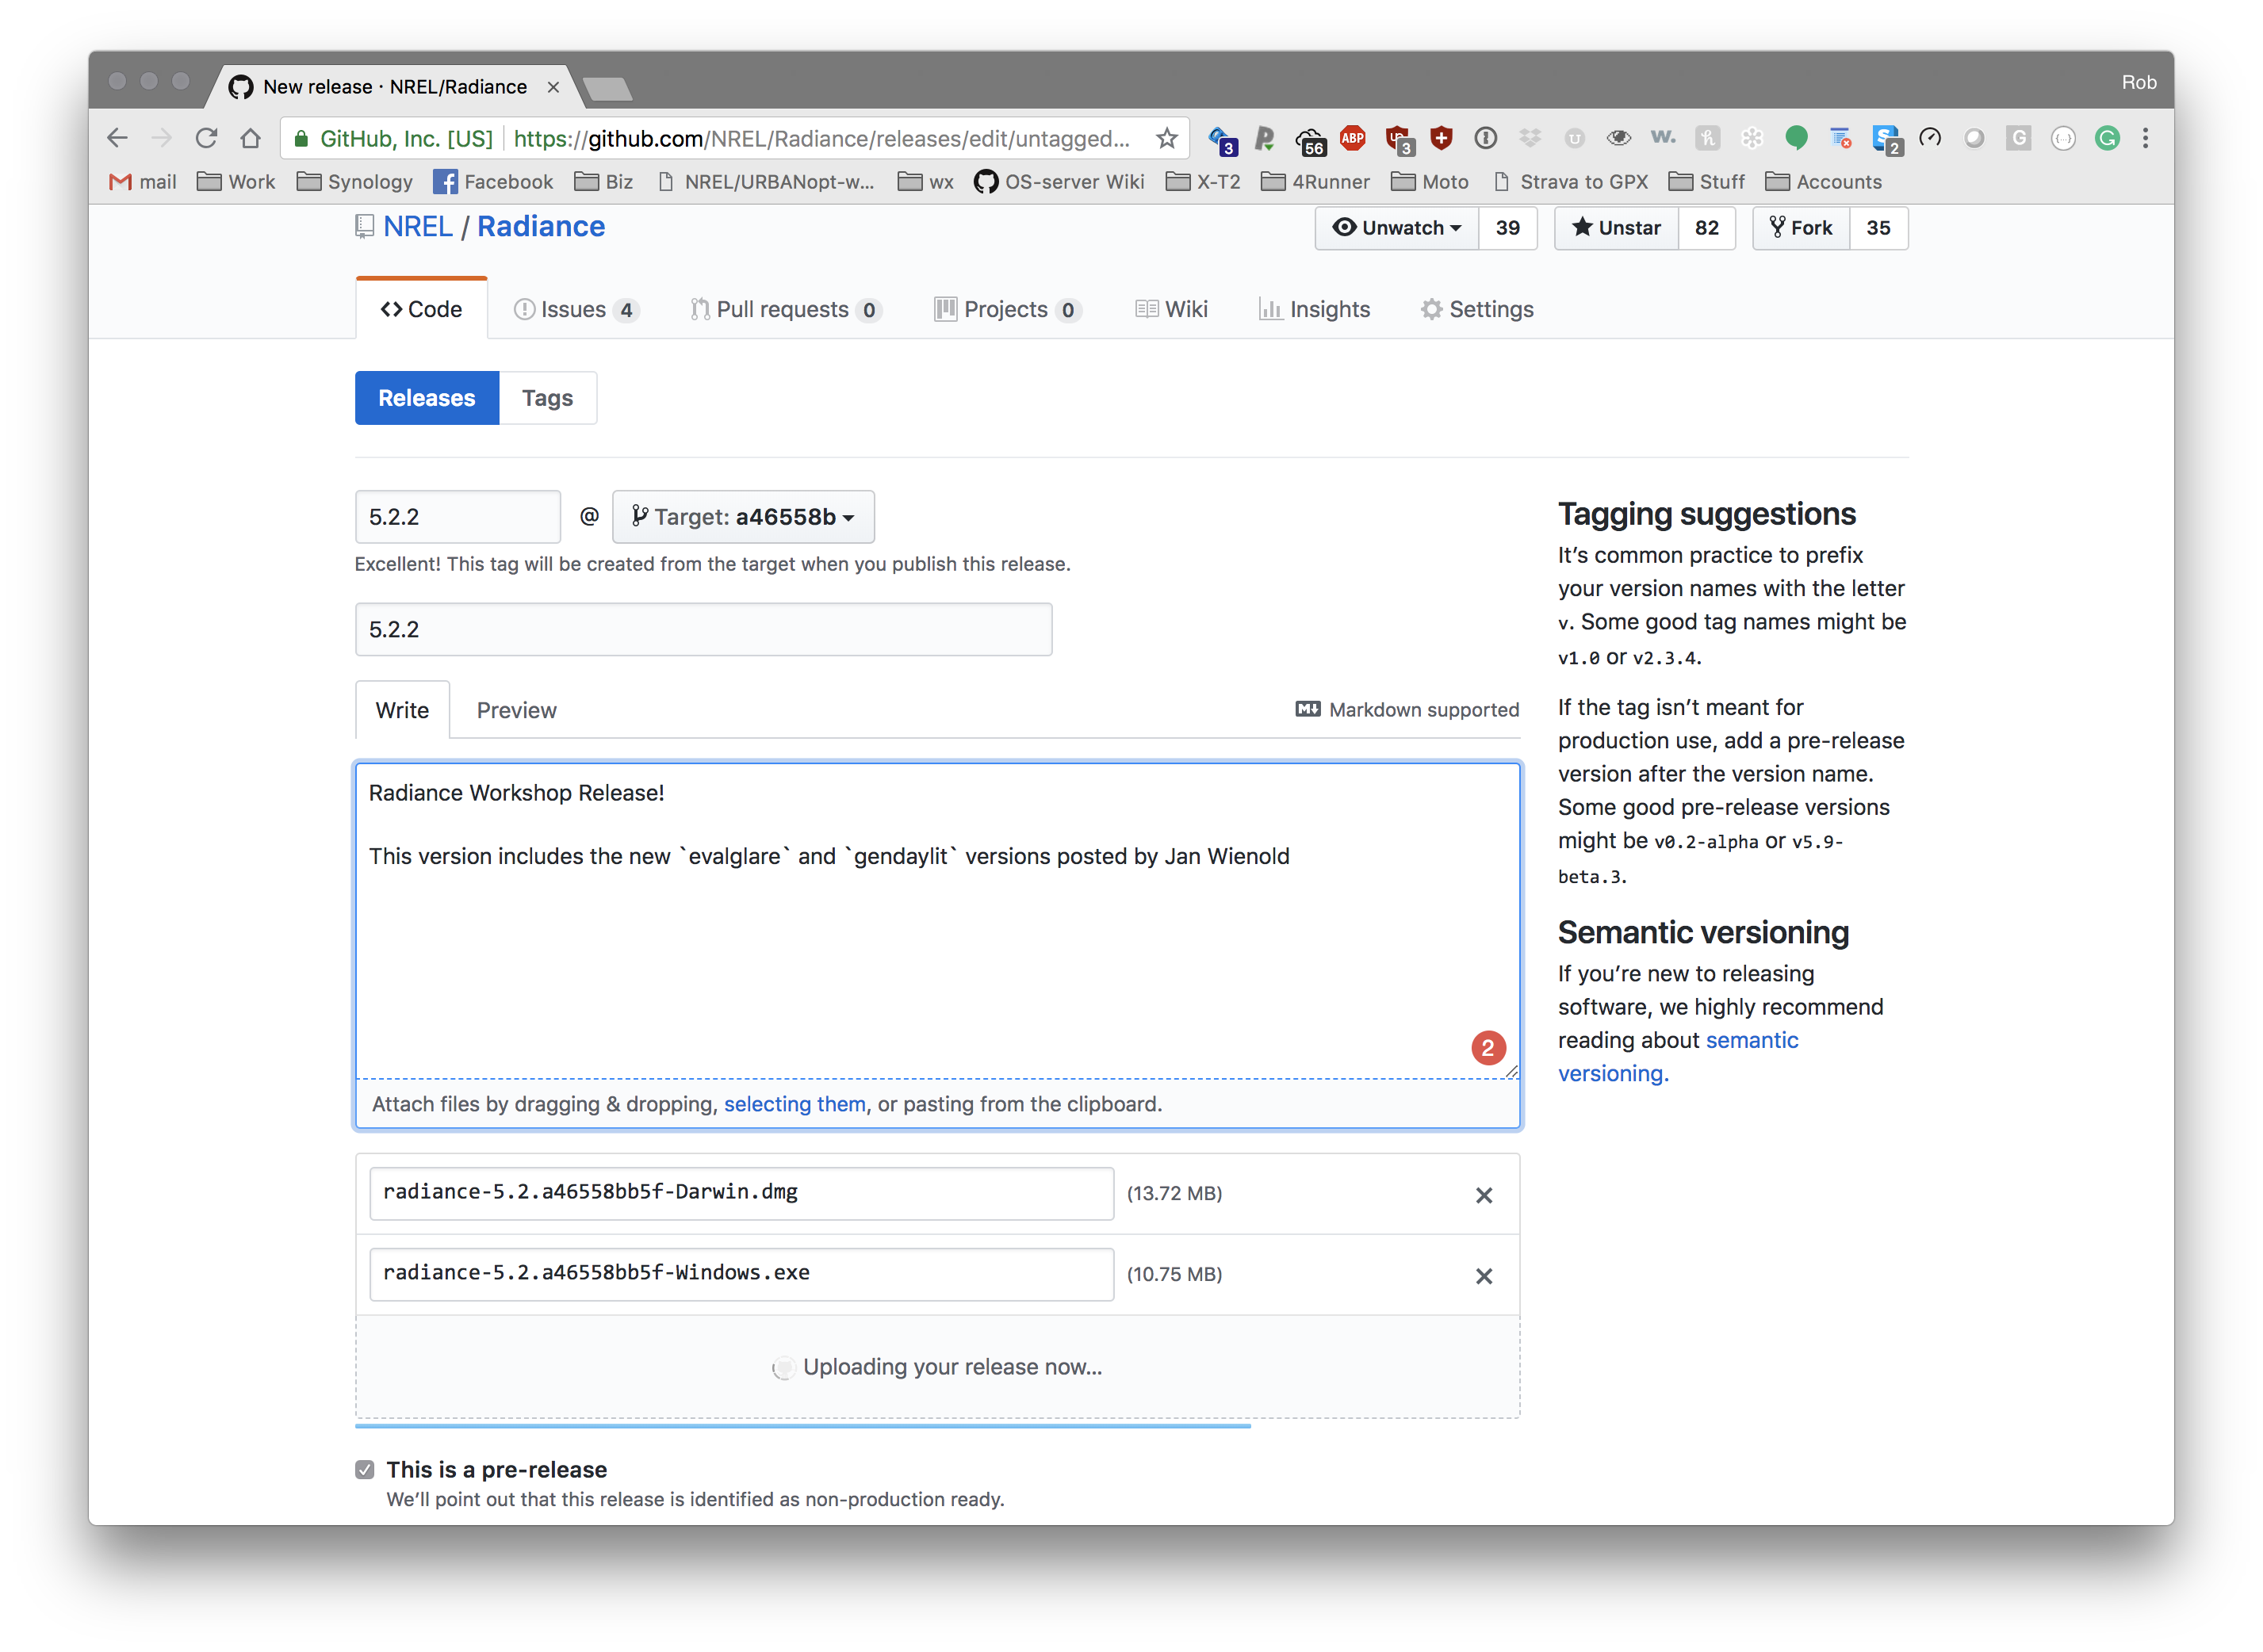 New release · NREL/Radiance
Rob
GitHub, Inc. [US] https://github.com/NREL/Radiance/releases/edit/untagged...
3
56
ABP
3
2
mail Work Synology Facebook Biz NREL/URBANopt-w... wx OS-server Wiki X-T2 4Runner Moto Strava to GPX Stuff Accounts
NREL / Radiance
Unwatch 39 Unstar 82 Fork 35
Code Issues 4 Pull requests 0 Projects 0 Wiki Insights Settings
Releases Tags
5.2.2 @ Target: a46558b
Excellent! This tag will be created from the target when you publish this release.
5.2.2
Write Preview Markdown supported
Radiance Workshop Release!
This version includes the new `evalglare` and `gendaylit` versions posted by Jan Wienold
2
Attach files by dragging & dropping, selecting them, or pasting from the clipboard.
radiance-5.2.a46558bb5f-Darwin.dmg (13.72 MB)
radiance-5.2.a46558bb5f-Windows.exe (10.75 MB)
Uploading your release now...
This is a pre-release
We’ll point out that this release is identified as non-production ready.
Tagging suggestions
It’s common practice to prefix
your version names with the letter
v. Some good tag names might be
v1.0 or v2.3.4.
If the tag isn’t meant for
production use, add a pre-release
version after the version name.
Some good pre-release versions
might be v0.2-alpha or v5.9-
beta.3.
Semantic versioning
If you’re new to releasing
software, we highly recommend
reading about semantic
versioning.